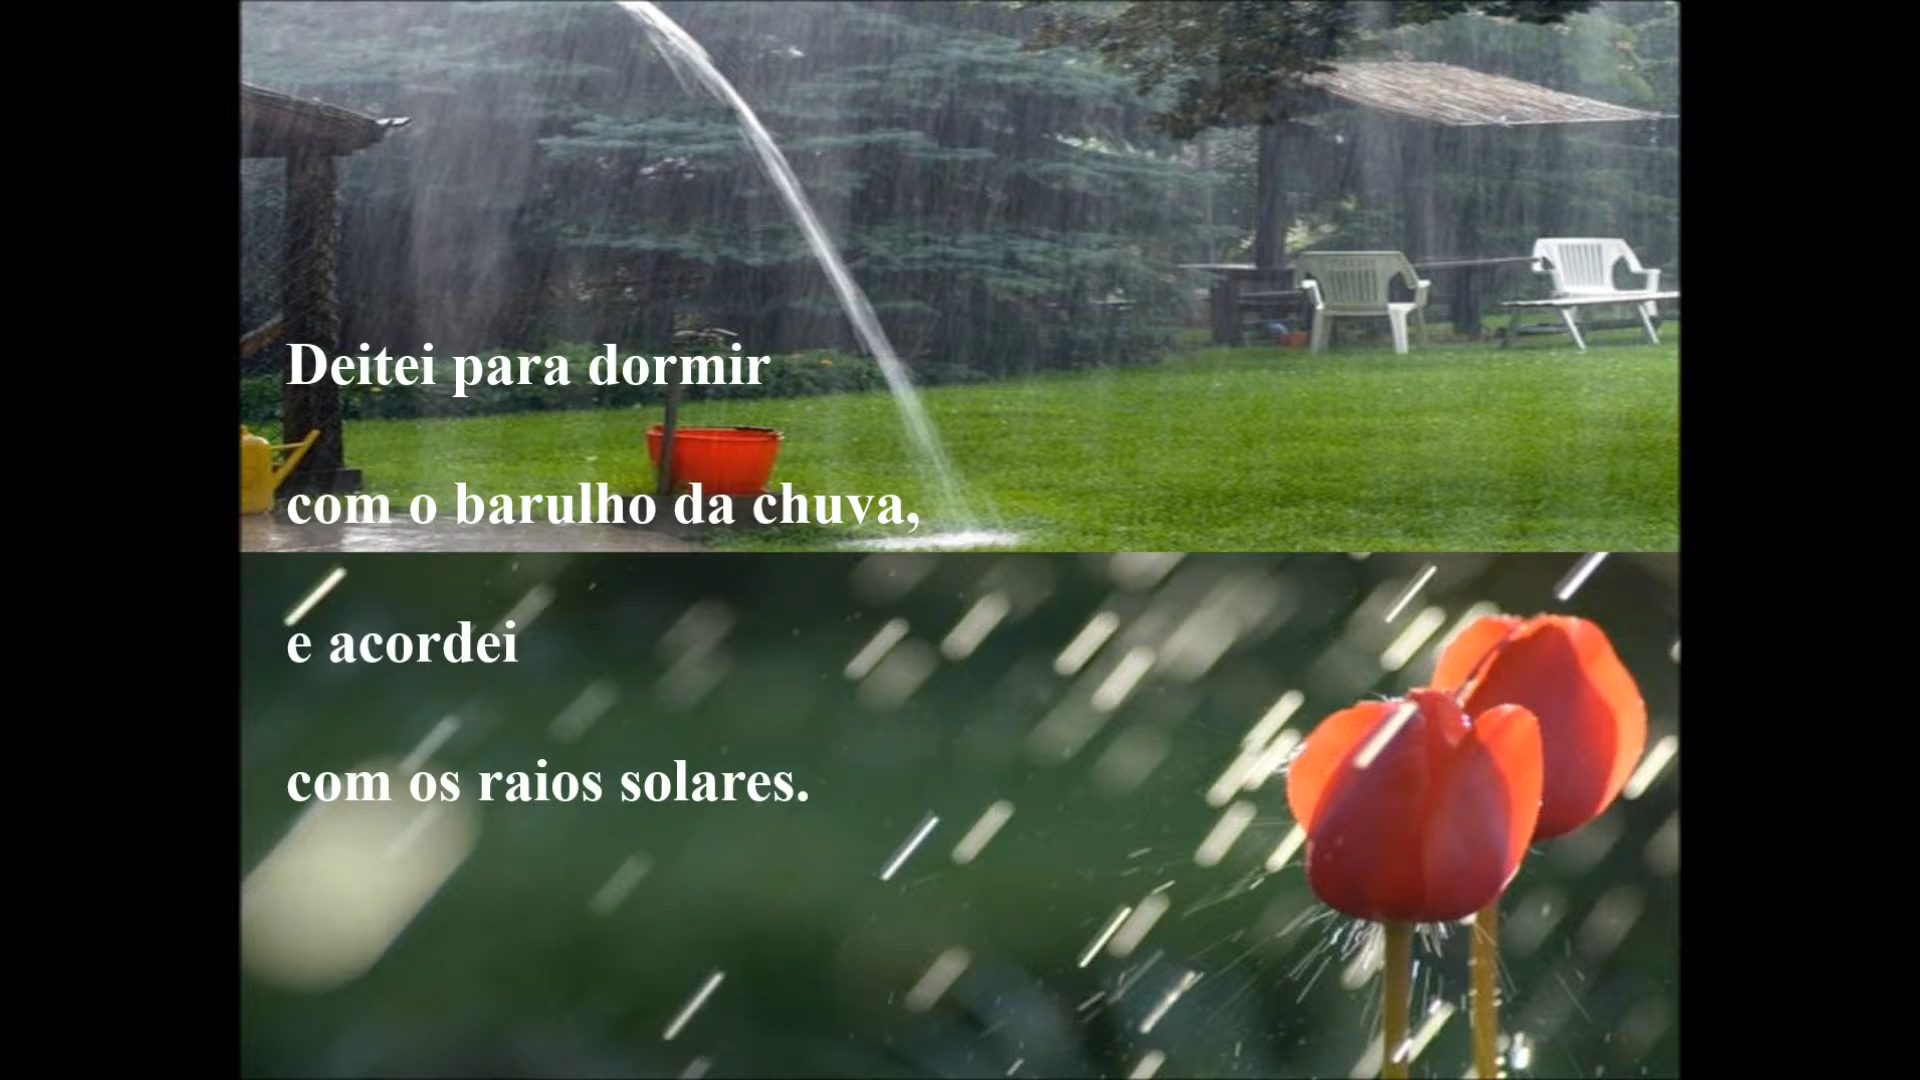 Deitei para dormir
com o barulho da chuva,
e acordei
com os raios solares.